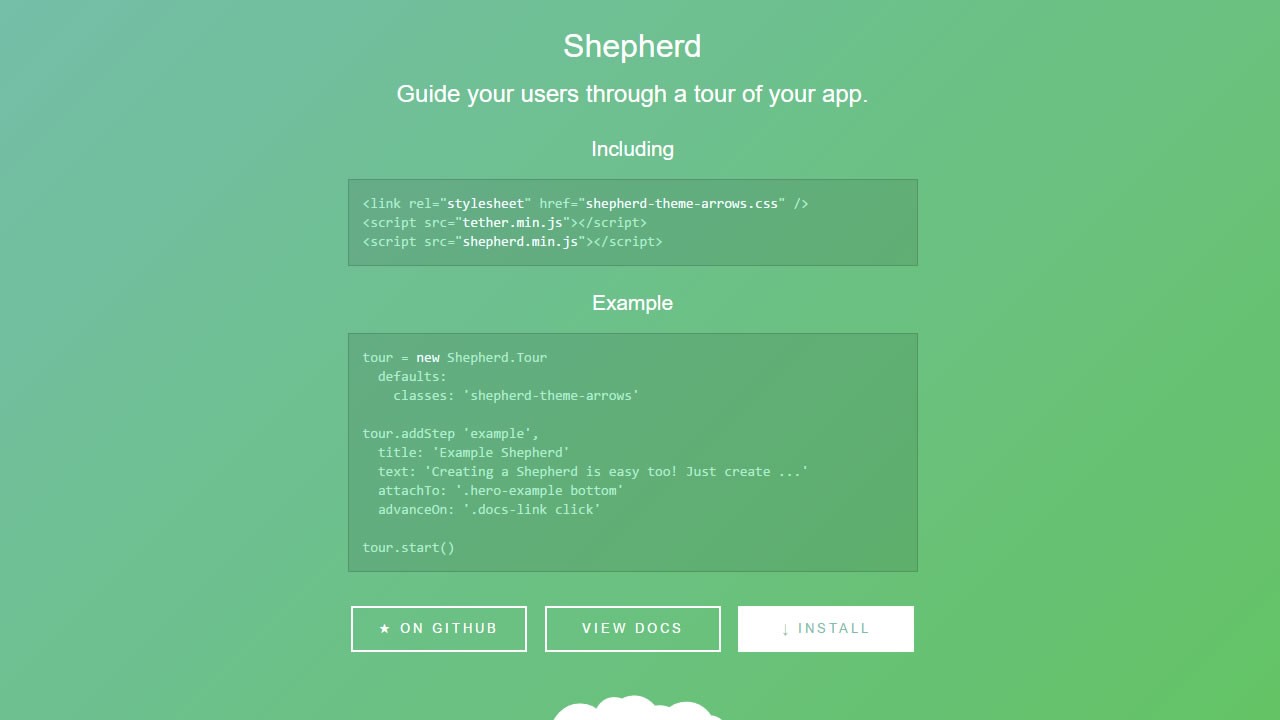 Shepherd
Guide your users through a tour of your app.
Including
<link rel="stylesheet" href="shepherd-theme-arrows.css" />
<script src="tether.min.js"></script>
<script src="shepherd.min.js"></script>
Example
tour = new Shepherd.Tour
  defaults:
    classes: 'shepherd-theme-arrows'
tour.addStep 'example',
  title: 'Example Shepherd'
  text: 'Creating a Shepherd is easy too! Just create ...'
  attachTo: '.hero-example bottom'
  advanceOn: '.docs-link click'
tour.start()
★ ON GITHUB VIEW DOCS ↓ INSTALL